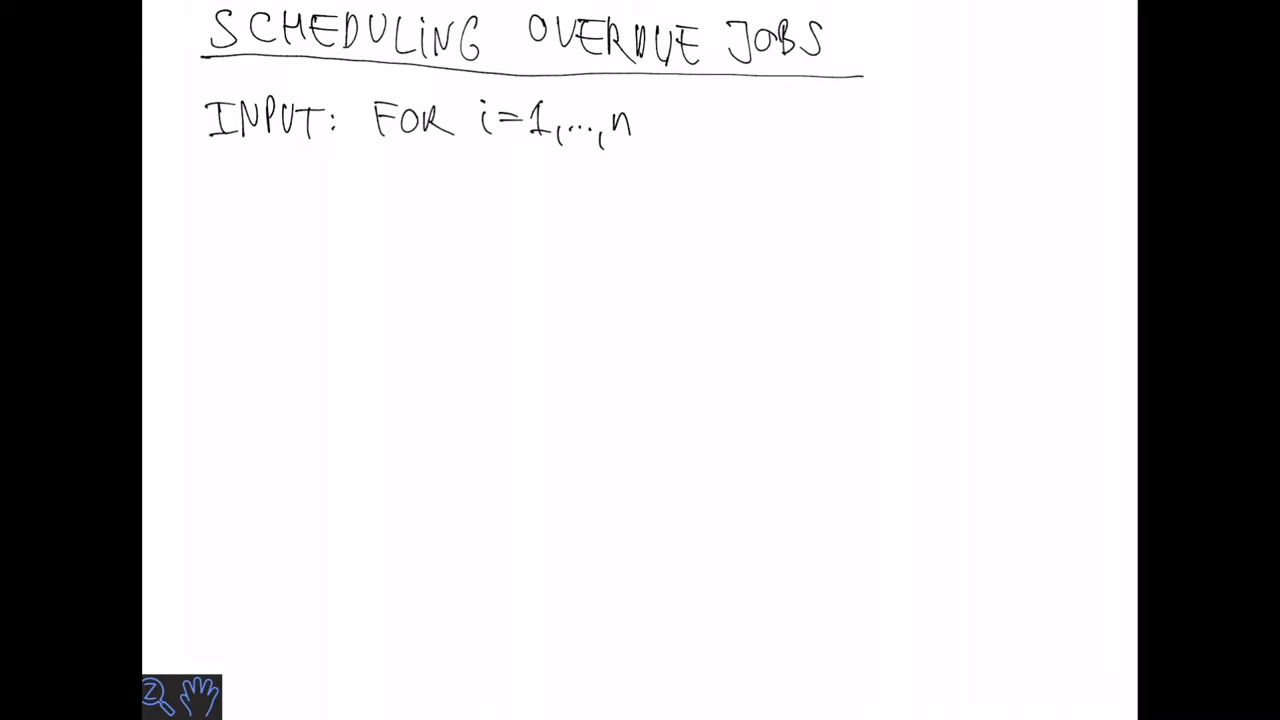 SCHEDULING OVERDUE JOBS
INPUT: FOR i=1,...,n